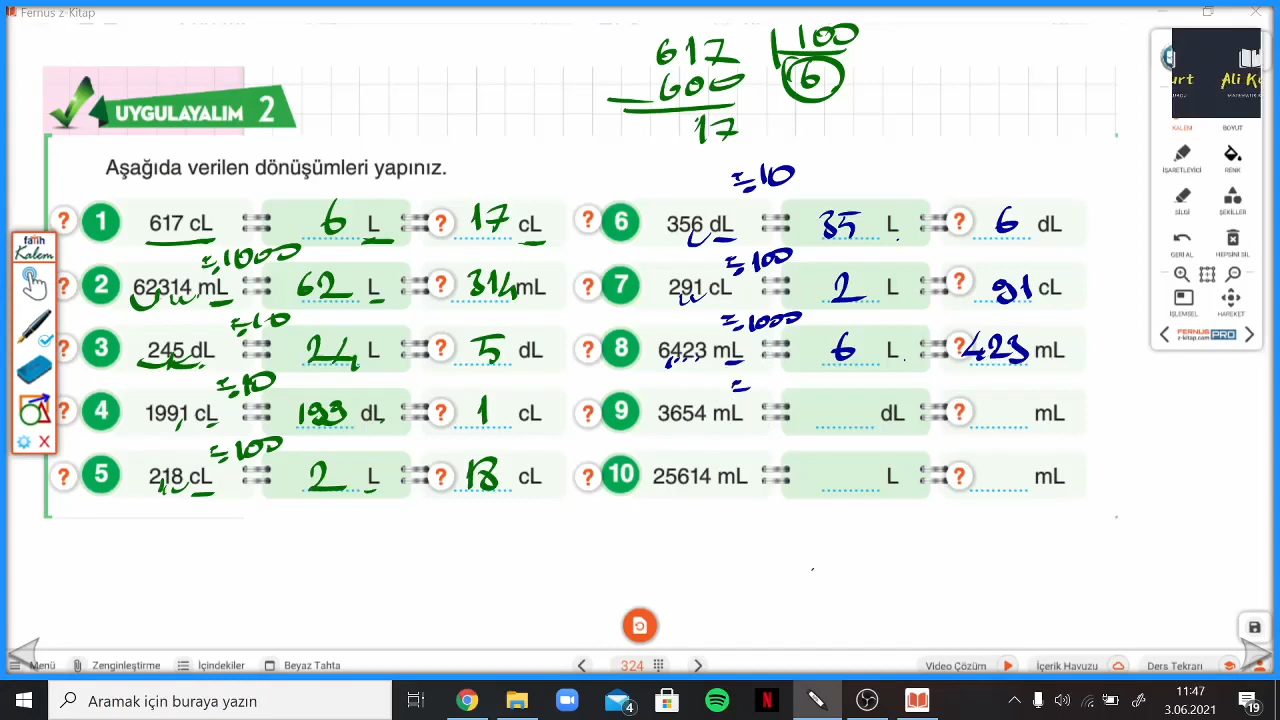 Fernus z-Kitap
617 100
600 6
17
UYGULAYALIM 2
Aşağıda verilen dönüşümleri yapınız.
÷10
? 1 617 cL 6 L ? 17 cL
÷1000
? 2 62314 mL 62 L ? 314 mL
÷10
? 3 245 dL 24 L ? 5 dL
÷10
? 4 1991 cL 199 dL ? 1 cL
÷100
? 5 218 cL 2 L ? 18 cL
? 6 356 dL 35 L ? 6 dL
÷100
? 7 291 cL 2 L ? 91 cL
÷1000
? 8 6423 mL 6 L ? 423 mL
? 9 3654 mL dL ? mL
? 10 25614 mL L ? mL
fatih
Kalem
KALEM BOYUT
İŞARETLEYİCİ RENK
SİLGİ ŞEKİLLER
GERİ AL HEPSİNİ SİL
İŞLEMSEL HAREKET
FERNUS PRO
z-kitap.com
Menü Zenginleştirme İçindekiler Beyaz Tahta 324 Video Çözüm İçerik Havuzu Ders Tekrarı
Aramak için buraya yazın
4
N
11:47
3.06.2021
19